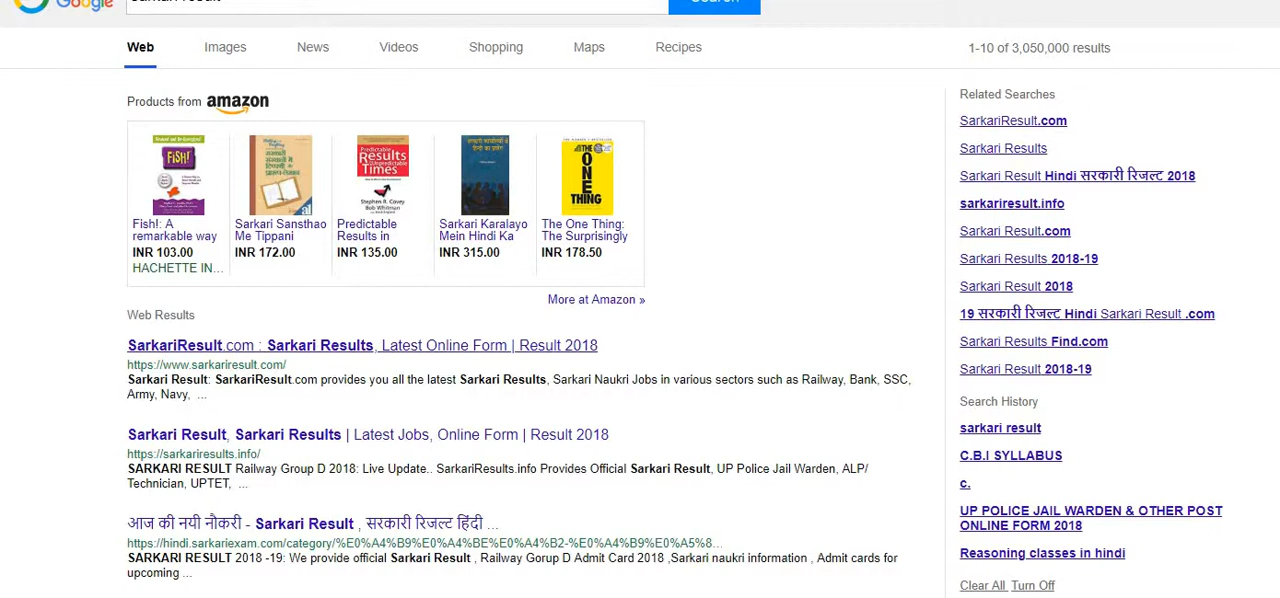 Google
Web Images News Videos Shopping Maps Recipes 1-10 of 3,050,000 results
Products from amazon
Fish!: A remarkable way
INR 103.00
HACHETTE IN...
Sarkari Sansthao Me Tippani
INR 172.00
Predictable Results in
INR 135.00
Sarkari Karalayo Mein Hindi Ka
INR 315.00
The One Thing: The Surprisingly
INR 178.50
More at Amazon »
Web Results
SarkariResult.com : Sarkari Results, Latest Online Form | Result 2018
https://www.sarkariresult.com/
Sarkari Result: SarkariResult.com provides you all the latest Sarkari Results, Sarkari Naukri Jobs in various sectors such as Railway, Bank, SSC,
Army, Navy, ...
Sarkari Result, Sarkari Results | Latest Jobs, Online Form | Result 2018
https://sarkariresults.info/
SARKARI RESULT Railway Group D 2018: Live Update.. SarkariResults.info Provides Official Sarkari Result, UP Police Jail Warden, ALP/
Technician, UPTET, ...
आज की नयी नौकरी - Sarkari Result , सरकारी रिजल्ट हिंदी ...
https://hindi.sarkariexam.com/category/%E0%A4%B9%E0%A4%BE%E0%A4%B2-%E0%A4%B9%E0%A5%8...
SARKARI RESULT 2018 -19: We provide official Sarkari Result , Railway Gorup D Admit Card 2018 ,Sarkari naukri information , Admit cards for
upcoming ...
Related Searches
SarkariResult.com
Sarkari Results
Sarkari Result Hindi सरकारी रिजल्ट 2018
sarkariresult.info
Sarkari Result.com
Sarkari Results 2018-19
Sarkari Result 2018
19 सरकारी रिजल्ट Hindi Sarkari Result .com
Sarkari Results Find.com
Sarkari Result 2018-19
Search History
sarkari result
C.B.I SYLLABUS
c.
UP POLICE JAIL WARDEN & OTHER POST
ONLINE FORM 2018
Reasoning classes in hindi
Clear All Turn Off